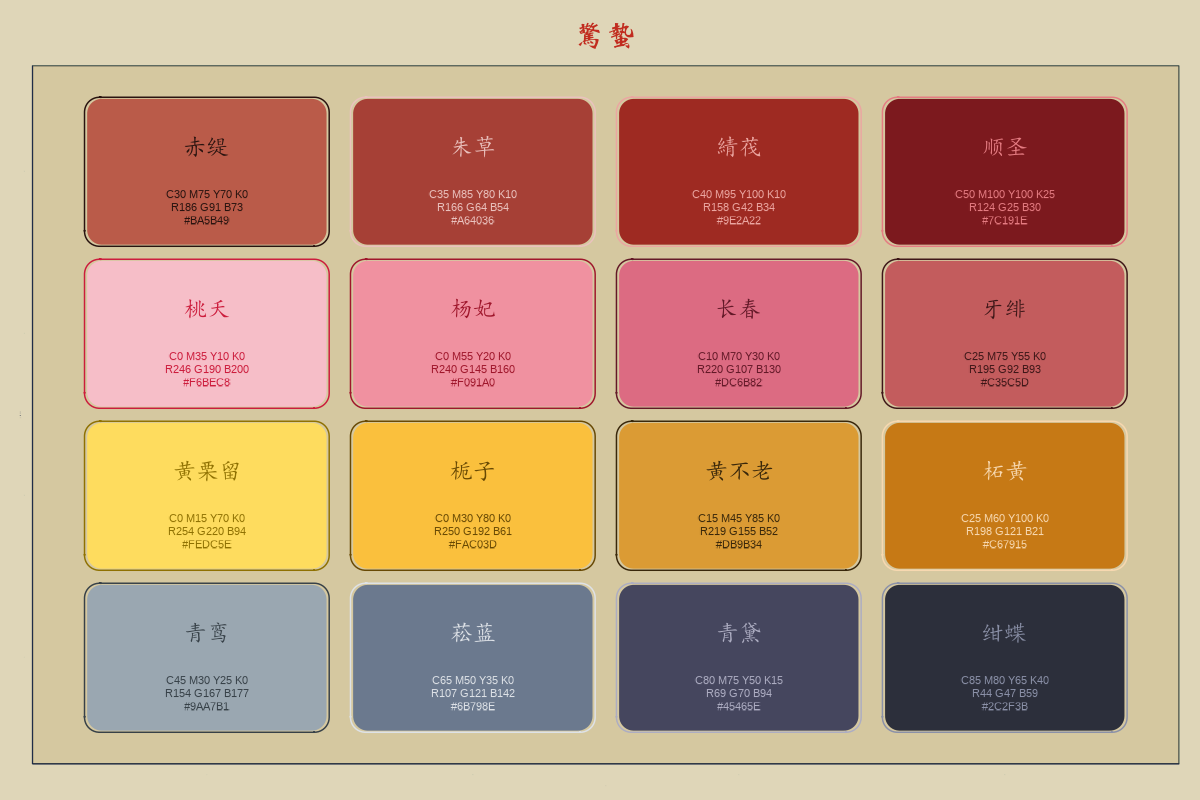 驚蟄
赤缇
C30 M75 Y70 K0
R186 G91 B73
#BA5B49
朱草
C35 M85 Y80 K10
R166 G64 B54
#A64036
綪茷
C40 M95 Y100 K10
R158 G42 B34
#9E2A22
顺圣
C50 M100 Y100 K25
R124 G25 B30
#7C191E
桃夭
C0 M35 Y10 K0
R246 G190 B200
#F6BEC8
杨妃
C0 M55 Y20 K0
R240 G145 B160
#F091A0
长春
C10 M70 Y30 K0
R220 G107 B130
#DC6B82
牙绯
C25 M75 Y55 K0
R195 G92 B93
#C35C5D
黄栗留
C0 M15 Y70 K0
R254 G220 B94
#FEDC5E
栀子
C0 M30 Y80 K0
R250 G192 B61
#FAC03D
黄不老
C15 M45 Y85 K0
R219 G155 B52
#DB9B34
柘黄
C25 M60 Y100 K0
R198 G121 B21
#C67915
青鸾
C45 M30 Y25 K0
R154 G167 B177
#9AA7B1
菘蓝
C65 M50 Y35 K0
R107 G121 B142
#6B798E
青黛
C80 M75 Y50 K15
R69 G70 B94
#45465E
绀蝶
C85 M80 Y65 K40
R44 G47 B59
#2C2F3B